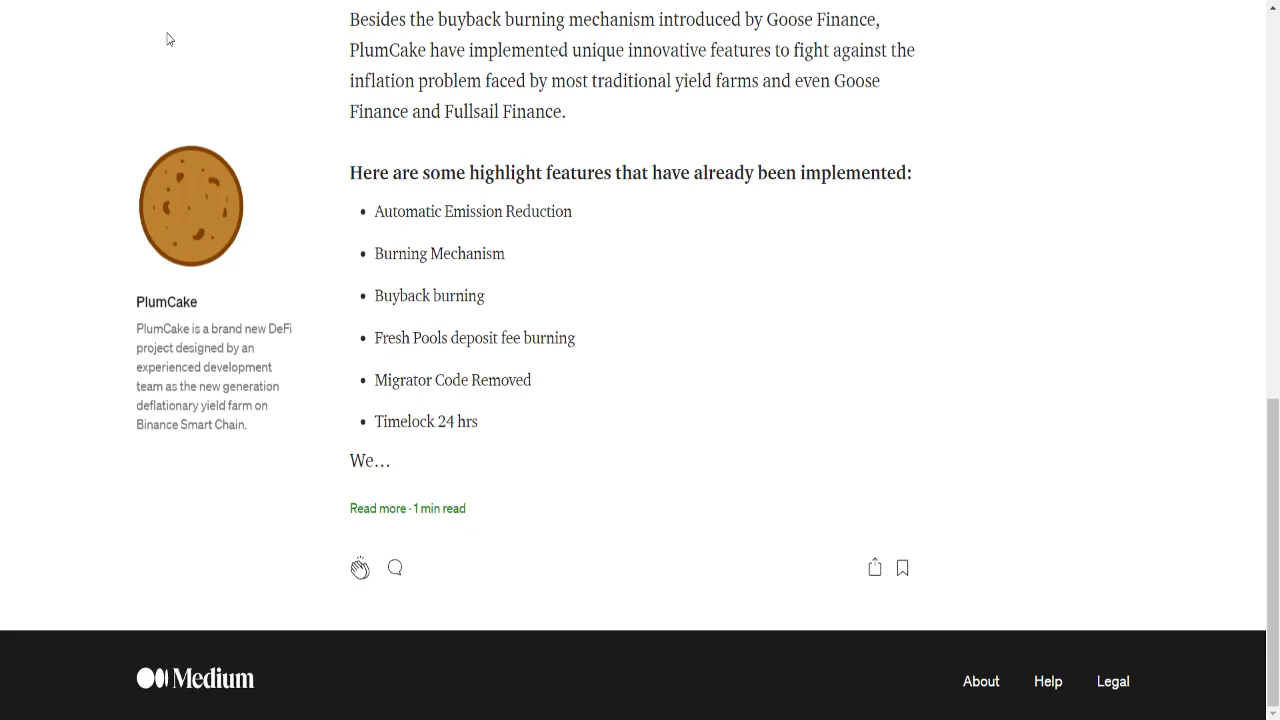 Besides the buyback burning mechanism introduced by Goose Finance,
PlumCake have implemented unique innovative features to fight against the
inflation problem faced by most traditional yield farms and even Goose
Finance and Fullsail Finance.
Here are some highlight features that have already been implemented:
• Automatic Emission Reduction
• Burning Mechanism
• Buyback burning
• Fresh Pools deposit fee burning
• Migrator Code Removed
• Timelock 24 hrs
We…
Read more · 1 min read
PlumCake
PlumCake is a brand new DeFi
project designed by an
experienced development
team as the new generation
deflationary yield farm on
Binance Smart Chain.
Medium
About Help Legal